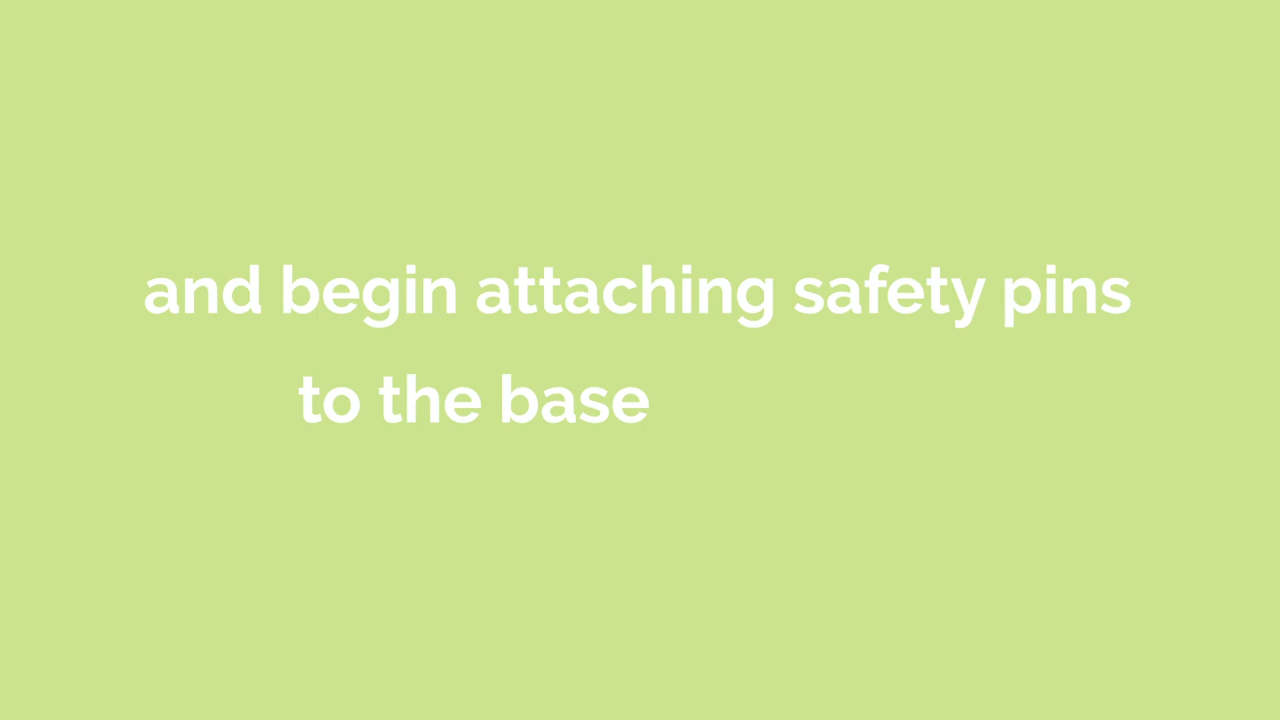 and begin attaching safety pins
to the base